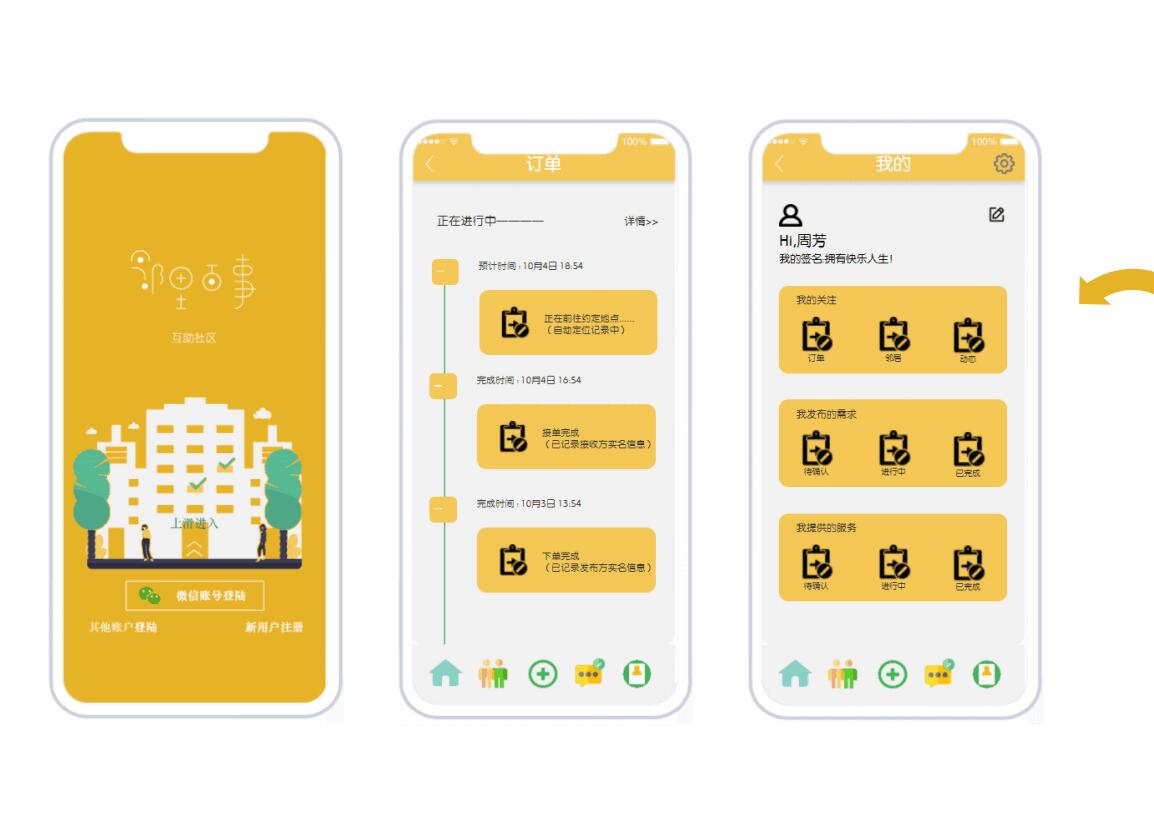 邻里百事
互助社区
上滑进入
微信账号登陆
其他账户登陆
新用户注册
100%
订单
正在进行中————
详情>>
预计时间：10月4日 18:54
正在前往约定地点......
（自动定位记录中）
完成时间：10月4日 16:54
接单完成
（已记录接收方实名信息）
完成时间：10月3日 13:54
下单完成
（已记录发布方实名信息）
100%
我的
Hi,周芳
我的签名:拥有快乐人生！
我的关注
订单
邻居
动态
我发布的需求
待确认
进行中
已完成
我提供的服务
待确认
进行中
已完成